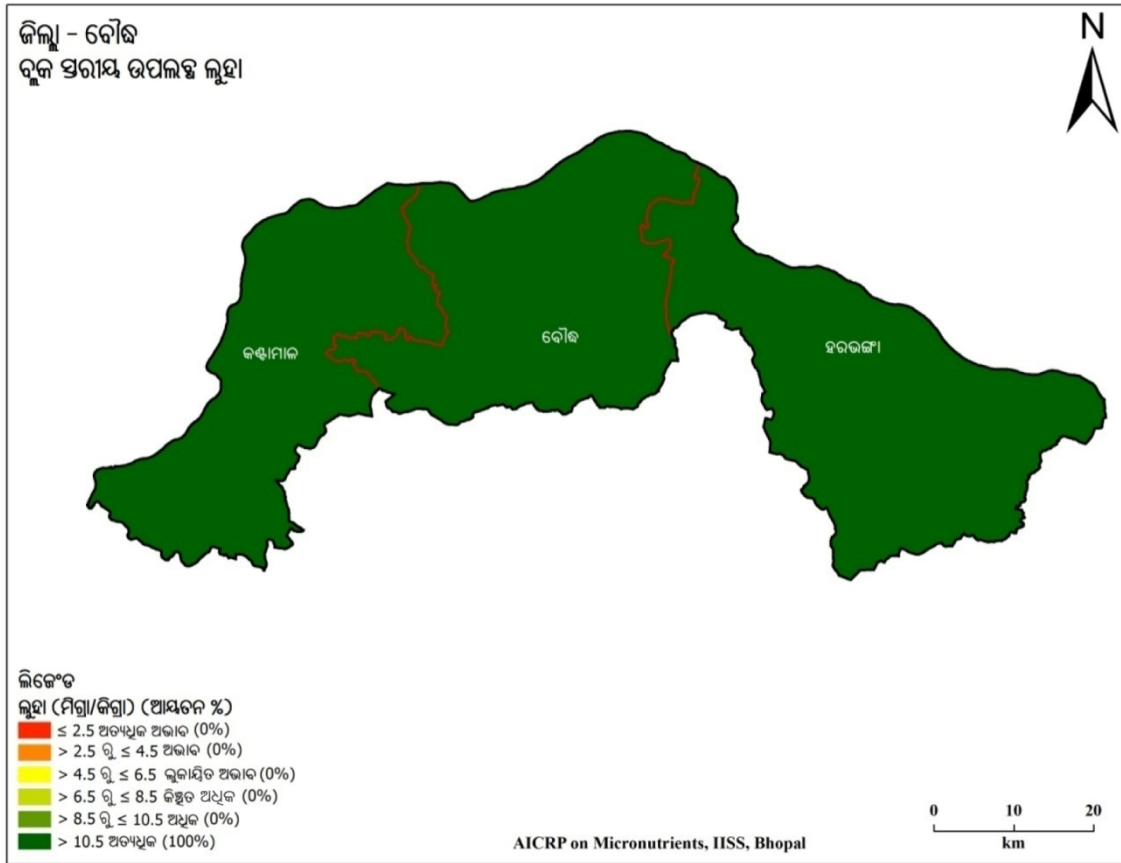 ଜିଲ୍ଲା - ବୌଦ୍ଧ
ବ୍ଲକ ସ୍ତରୀୟ ଉପଲବ୍ଧ ଲୁହା
N
କଣ୍ଟାମାଳ
ବୌଦ୍ଧ
ହରଭଙ୍ଗା
ଲିଜେଂଡ
ଲୁହା (ମିଗ୍ରା/କିଗ୍ରା) (ଆୟତନ %)
≤ 2.5 ଅତ୍ୟଧିକ ଅଭାବ (0%)
> 2.5 ରୁ ≤ 4.5 ଅଭାବ (0%)
> 4.5 ରୁ ≤ 6.5 ଲୁକାୟିତ ଅଭାବ (0%)
> 6.5 ରୁ ≤ 8.5 କିଞ୍ଚିତ ଅଧିକ (0%)
> 8.5 ରୁ ≤ 10.5 ଅଧିକ (0%)
> 10.5 ଅତ୍ୟଧିକ (100%)
AICRP on Micronutrients, IISS, Bhopal
0 10 20
km